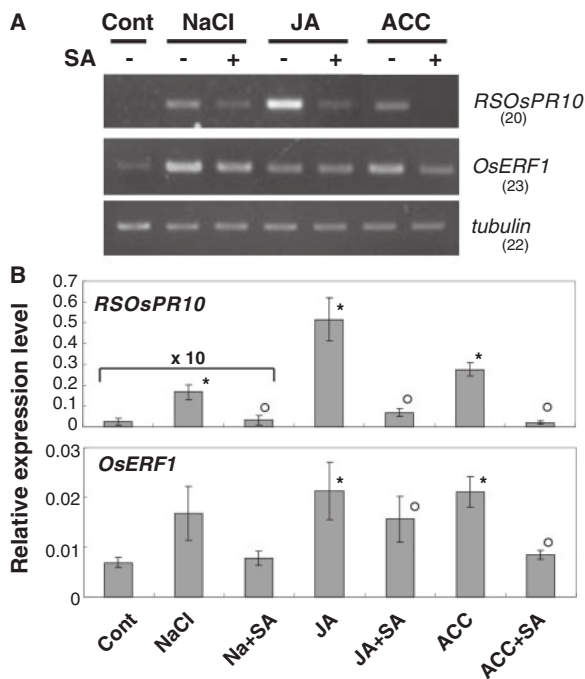 A
Cont NaCl JA ACC
SA - - + - + - +
RSOsPR10
(20)
OsERF1
(23)
tubulin
(22)
B
Relative expression level
0.7
0.6
0.5
0.4
0.3
0.2
0.1
0
RSOsPR10
x 10
* * *
0.03
0.02
0.01
0
OsERF1
* *
Cont NaCl Na+SA JA JA+SA ACC ACC+SA